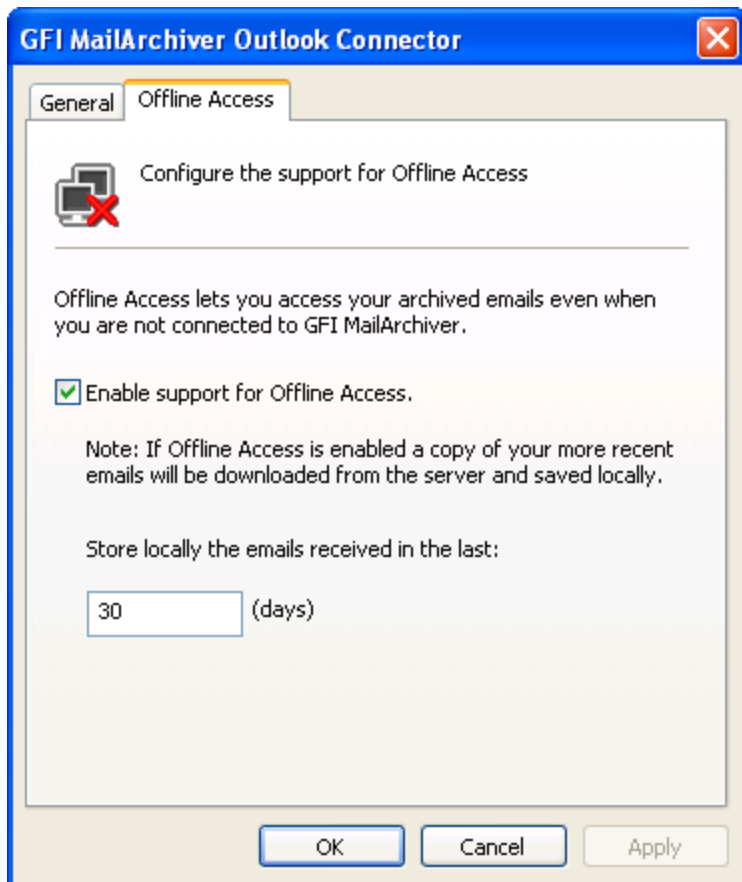 GFI MailArchiver Outlook Connector
General
Offline Access
Configure the support for Offline Access
Offline Access lets you access your archived emails even when
you are not connected to GFI MailArchiver.
Enable support for Offline Access.
Note: If Offline Access is enabled a copy of your more recent
emails will be downloaded from the server and saved locally.
Store locally the emails received in the last:
30 (days)
OK
Cancel
Apply